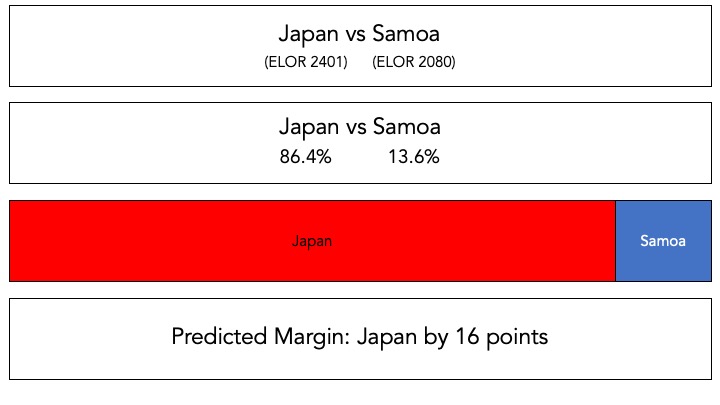 Japan vs Samoa
(ELOR 2401) (ELOR 2080)
Japan vs Samoa
86.4% 13.6%
Japan Samoa
Predicted Margin: Japan by 16 points